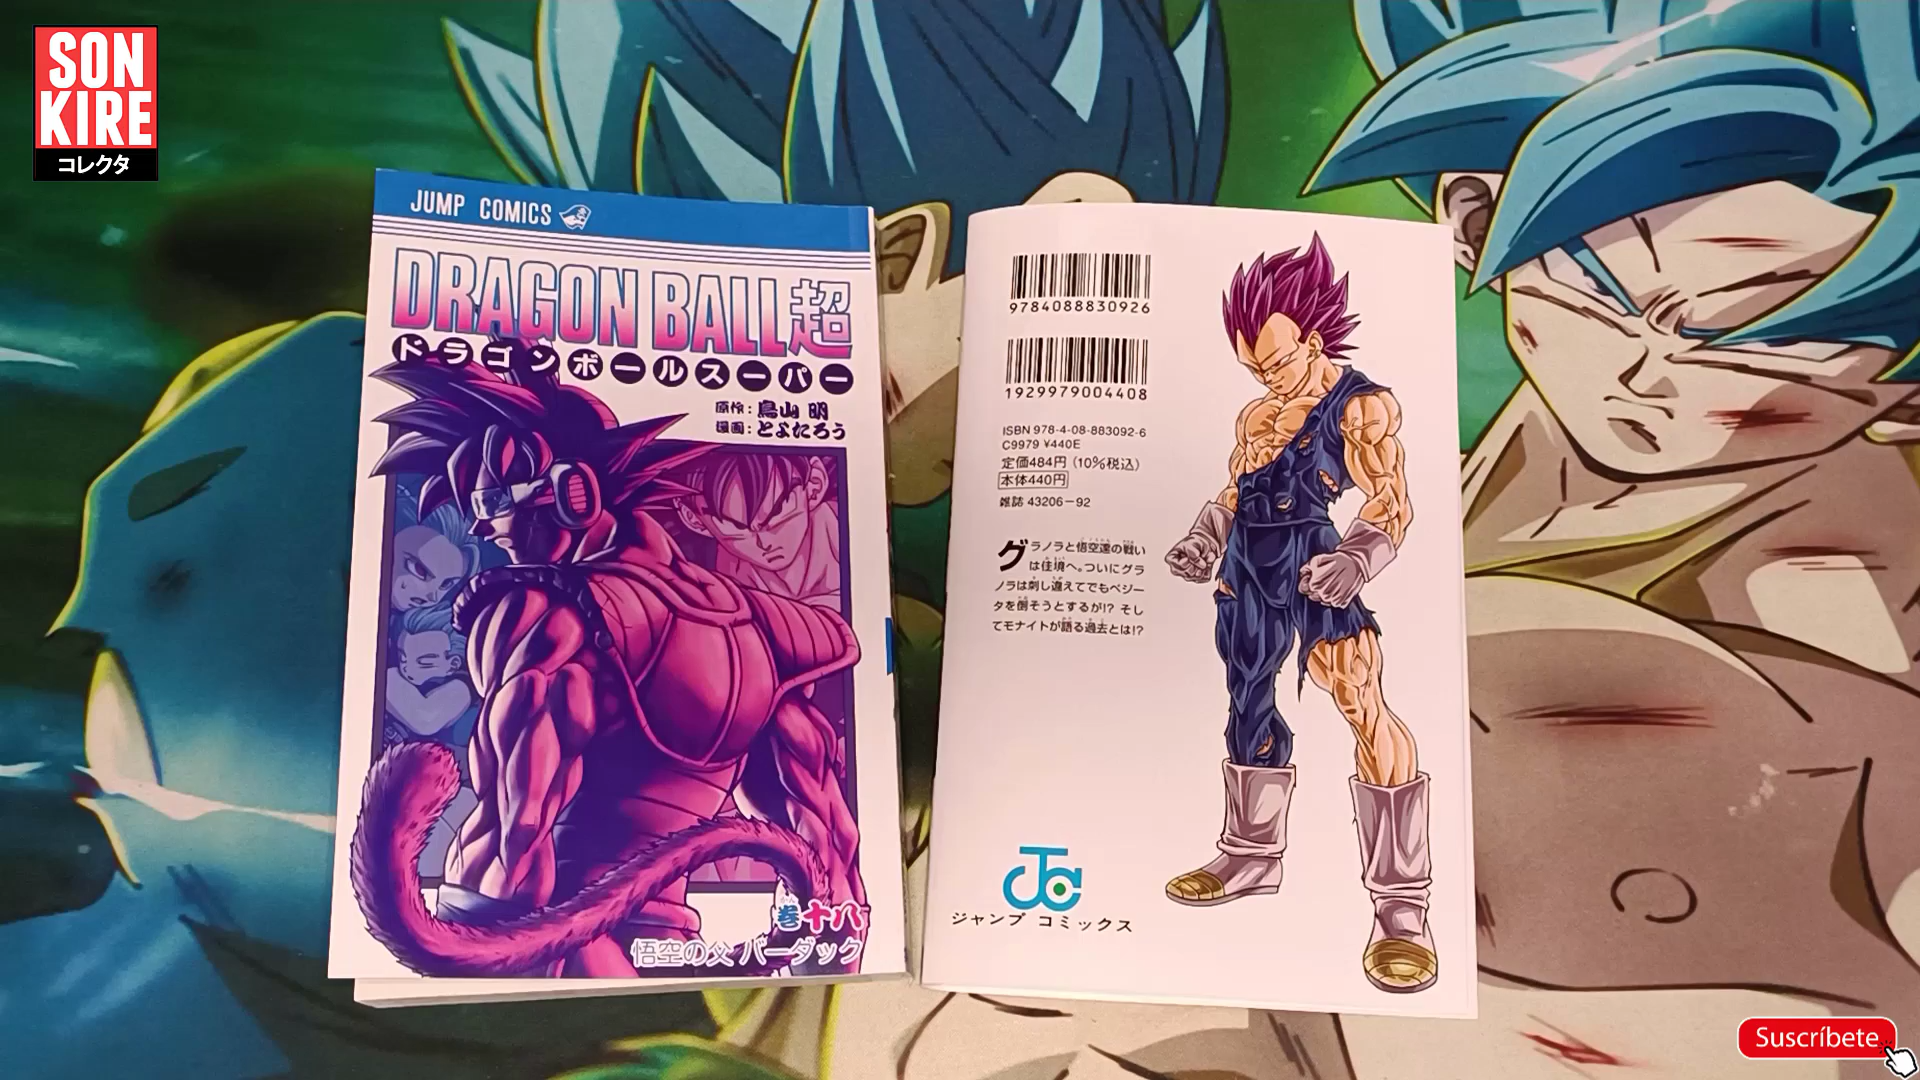 SON
KIRE
コレクタ
JUMP COMICS
DRAGON BALL超
ドラゴンボールスーパー
原作：鳥山 明
漫画：とよたろう
巻十八
悟空の父 バーダック
9784088830926
1929979004408
ISBN 978-4-08-883092-6
C9979 ¥440E
定価484円（10%税込）
本体440円
雑誌 43206-92
グラノラと悟空達の戦い
は佳境へ。ついにグラ
ノラは刺し違えてでもベジー
タを倒そうとするが!? そし
てモナイトが語る過去とは!?
JC
ジャンプ コミックス
Suscríbete